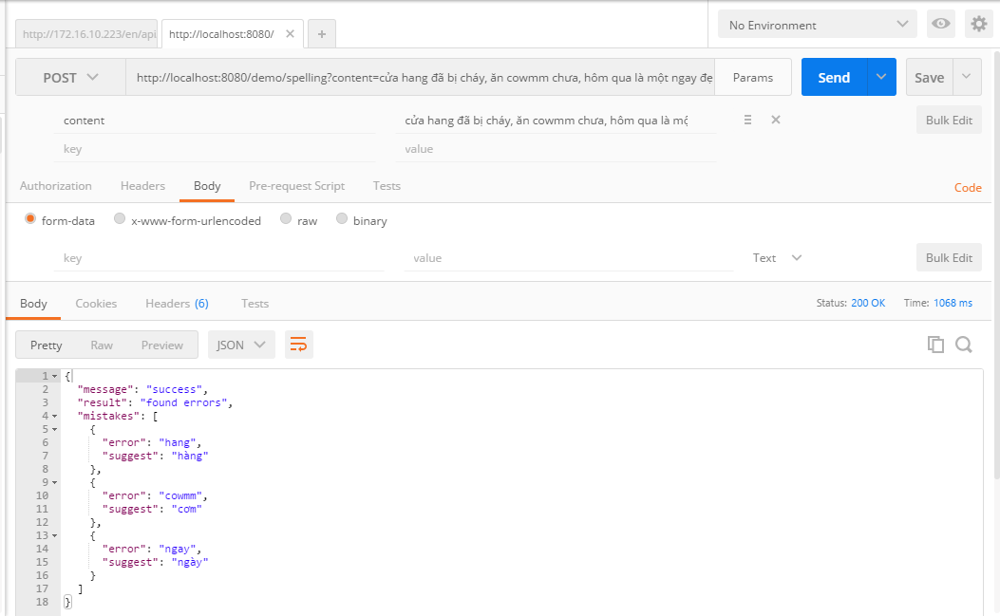 http://172.16.10.223/en/api
http://localhost:8080/
No Environment
POST
http://localhost:8080/demo/spelling?content=cửa hang đã bị cháy, ăn cowmm chưa, hôm qua là một ngay đẹ
Params
Send
Save
content
cửa hang đã bị cháy, ăn cowmm chưa, hôm qua là mộ
Bulk Edit
key
value
Authorization
Headers
Body
Pre-request Script
Tests
Code
form-data
x-www-form-urlencoded
raw
binary
key
value
Text
Bulk Edit
Body
Cookies
Headers (6)
Tests
Status: 200 OK
Time: 1068 ms
Pretty
Raw
Preview
JSON
1 {
2 "message": "success",
3 "result": "found errors",
4 "mistakes": [
5 {
6 "error": "hang",
7 "suggest": "hàng"
8 },
9 {
10 "error": "cowmm",
11 "suggest": "cơm"
12 },
13 {
14 "error": "ngay",
15 "suggest": "ngày"
16 }
17 ]
18 }